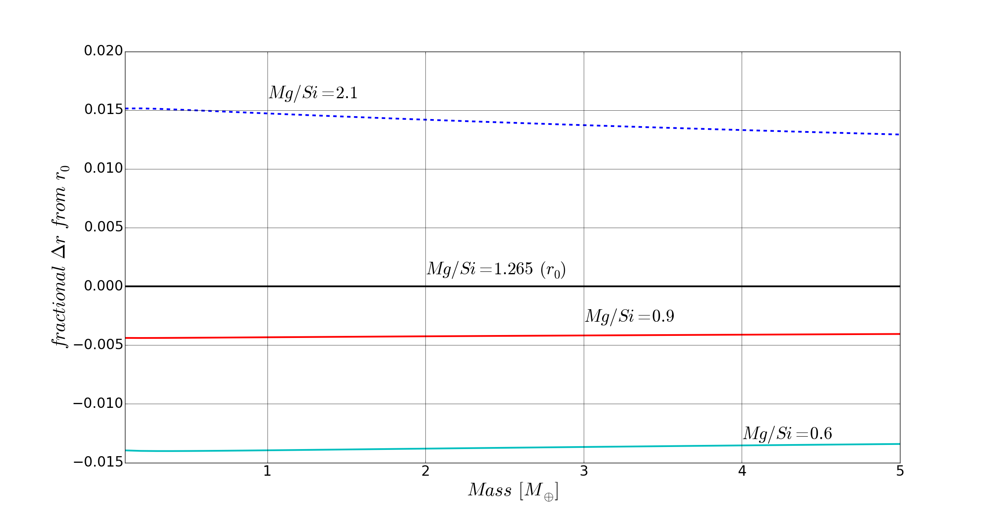 0.020
Mg/Si=2.1
0.015
0.010
0.005
Mg/Si=1.265 (r₀)
0.000
Mg/Si=0.9
−0.005
−0.010
Mg/Si=0.6
−0.015
fractional Δr from r₀
1 2 3 4 5
Mass [M⊕]